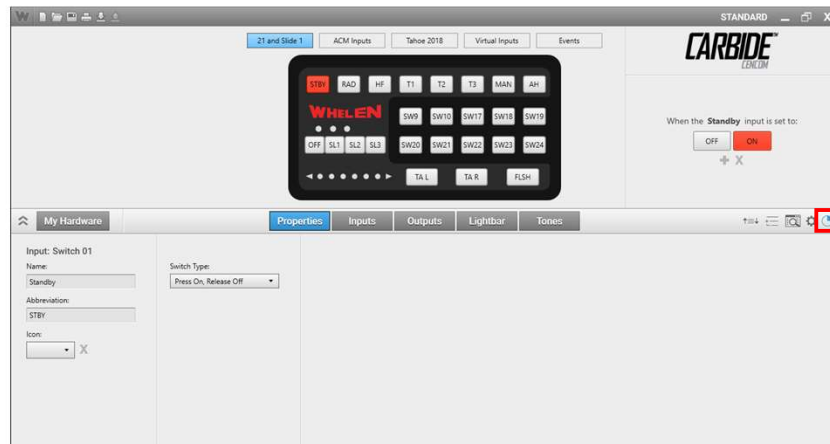 W
STANDARD
X
21 and Slide 1 ACM Inputs Tahoe 2018 Virtual Inputs Events
CARBIDE
CENCOM
STBY RAD HF T1 T2 T3 MAN AH
WHELEN
SW9 SW10 SW17 SW18 SW19
OFF SL1 SL2 SL3 SW20 SW21 SW22 SW23 SW24
TA L TA R FLSH
When the Standby input is set to:
OFF ON
X
My Hardware Properties Inputs Outputs Lightbar Tones
Input: Switch 01
Name:
Standby
Abbreviation:
STBY
Icon:
X
Switch Type:
Press On, Release Off